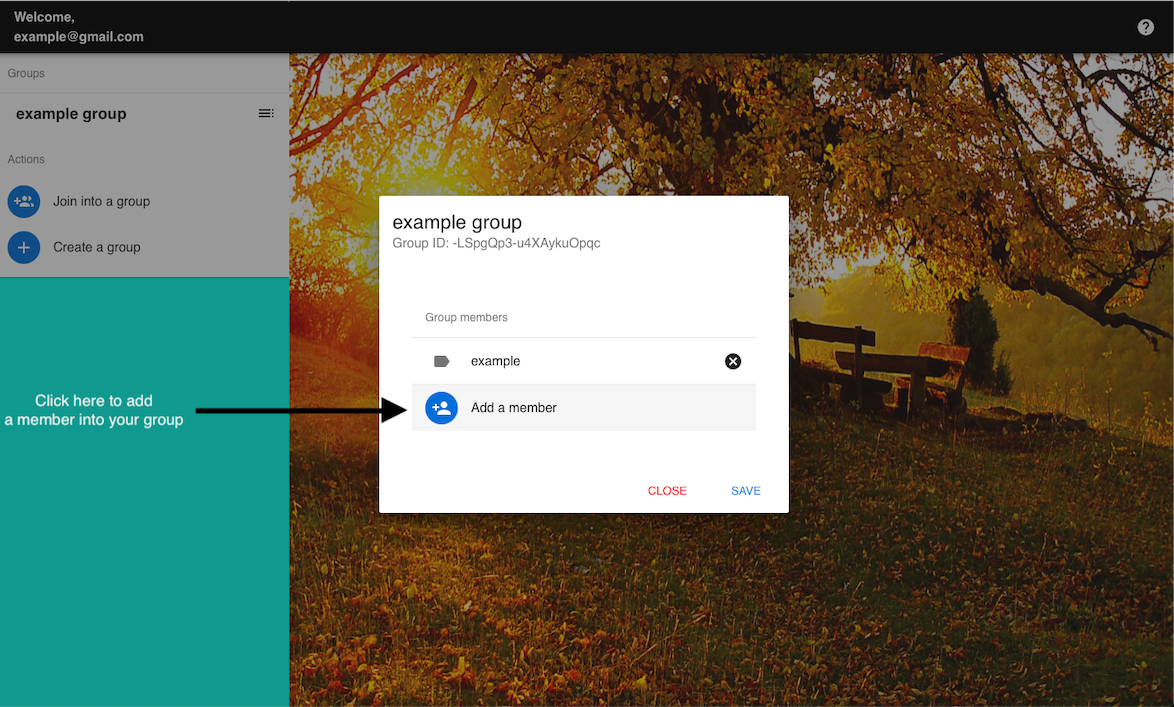 Welcome,
example@gmail.com
Groups
example group
Actions
Join into a group
Create a group
Click here to add
a member into your group
example group
Group ID: -LSpgQp3-u4XAykuOpqc
Group members
example
Add a member
CLOSE
SAVE